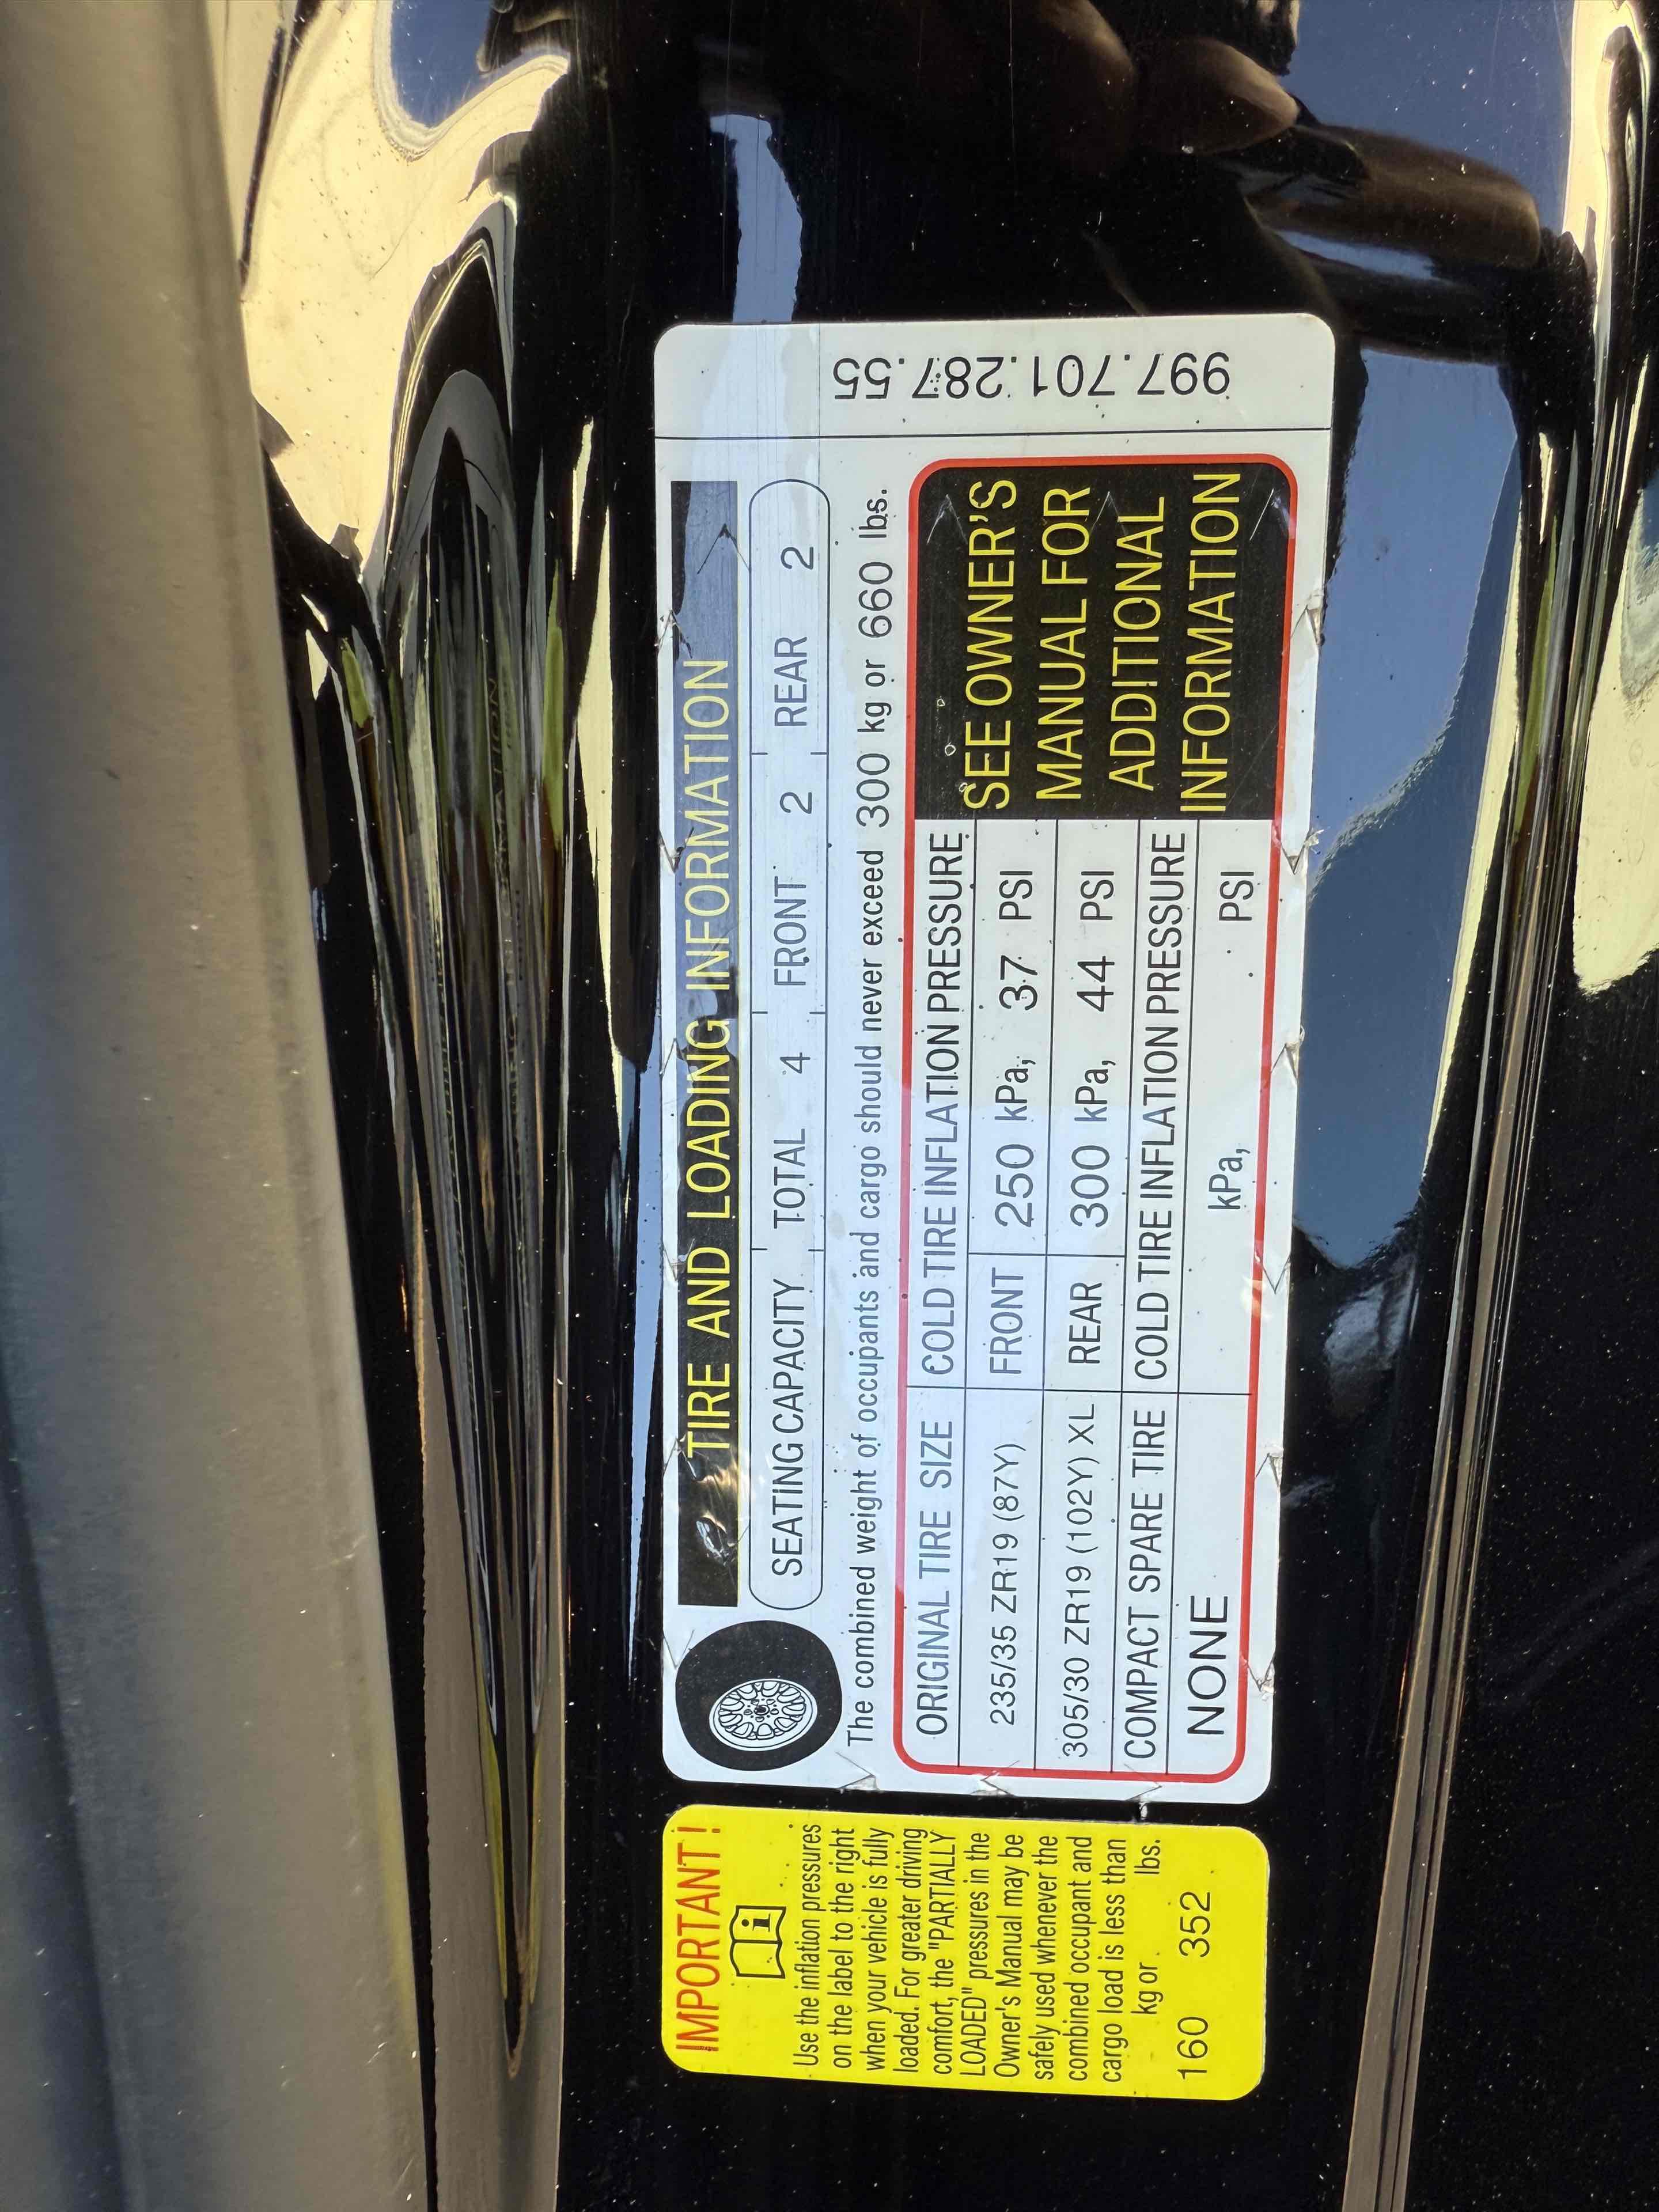 IMPORTANT!
Use the inflation pressures
on the label to the right
when your vehicle is fully
loaded. For greater driving
comfort, the "PARTIALLY
LOADED" pressures in the
Owner's Manual may be
safely used whenever the
combined occupant and
cargo load is less than
kg or lbs.
160 352
TIRE AND LOADING INFORMATION
SEATING CAPACITY TOTAL 4 FRONT 2 REAR 2
The combined weight of occupants and cargo should never exceed 300 kg or 660 lbs.
ORIGINAL TIRE SIZE COLD TIRE INFLATION PRESSURE
235/35 ZR19 (87Y) FRONT 250 kPa, 37 PSI
305/30 ZR19 (102Y) XL REAR 300 kPa, 44 PSI
COMPACT SPARE TIRE COLD TIRE INFLATION PRESSURE
NONE kPa, PSI
SEE OWNER'S
MANUAL FOR
ADDITIONAL
INFORMATION
997.701.287.55